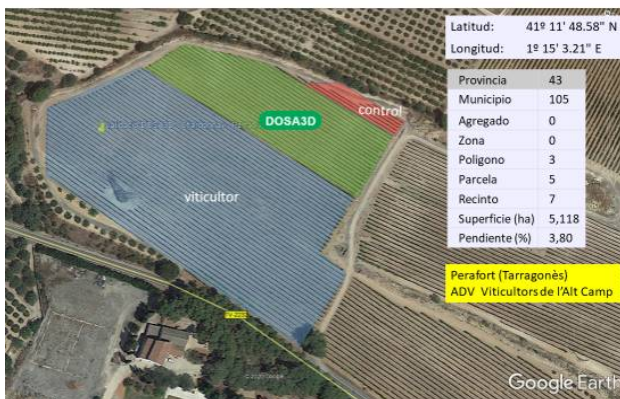 Latitud: 41º 11' 48.58" N
Longitud: 1º 15' 3.21" E
Provincia 43
Municipio 105
Agregado 0
Zona 0
Poligono 3
Parcela 5
Recinto 7
Superficie (ha) 5,118
Pendiente (%) 3,80
Perafort (Tarragonès)
ADV Viticultors de l'Alt Camp
control
DOSA3D
viticultor
Google Earth